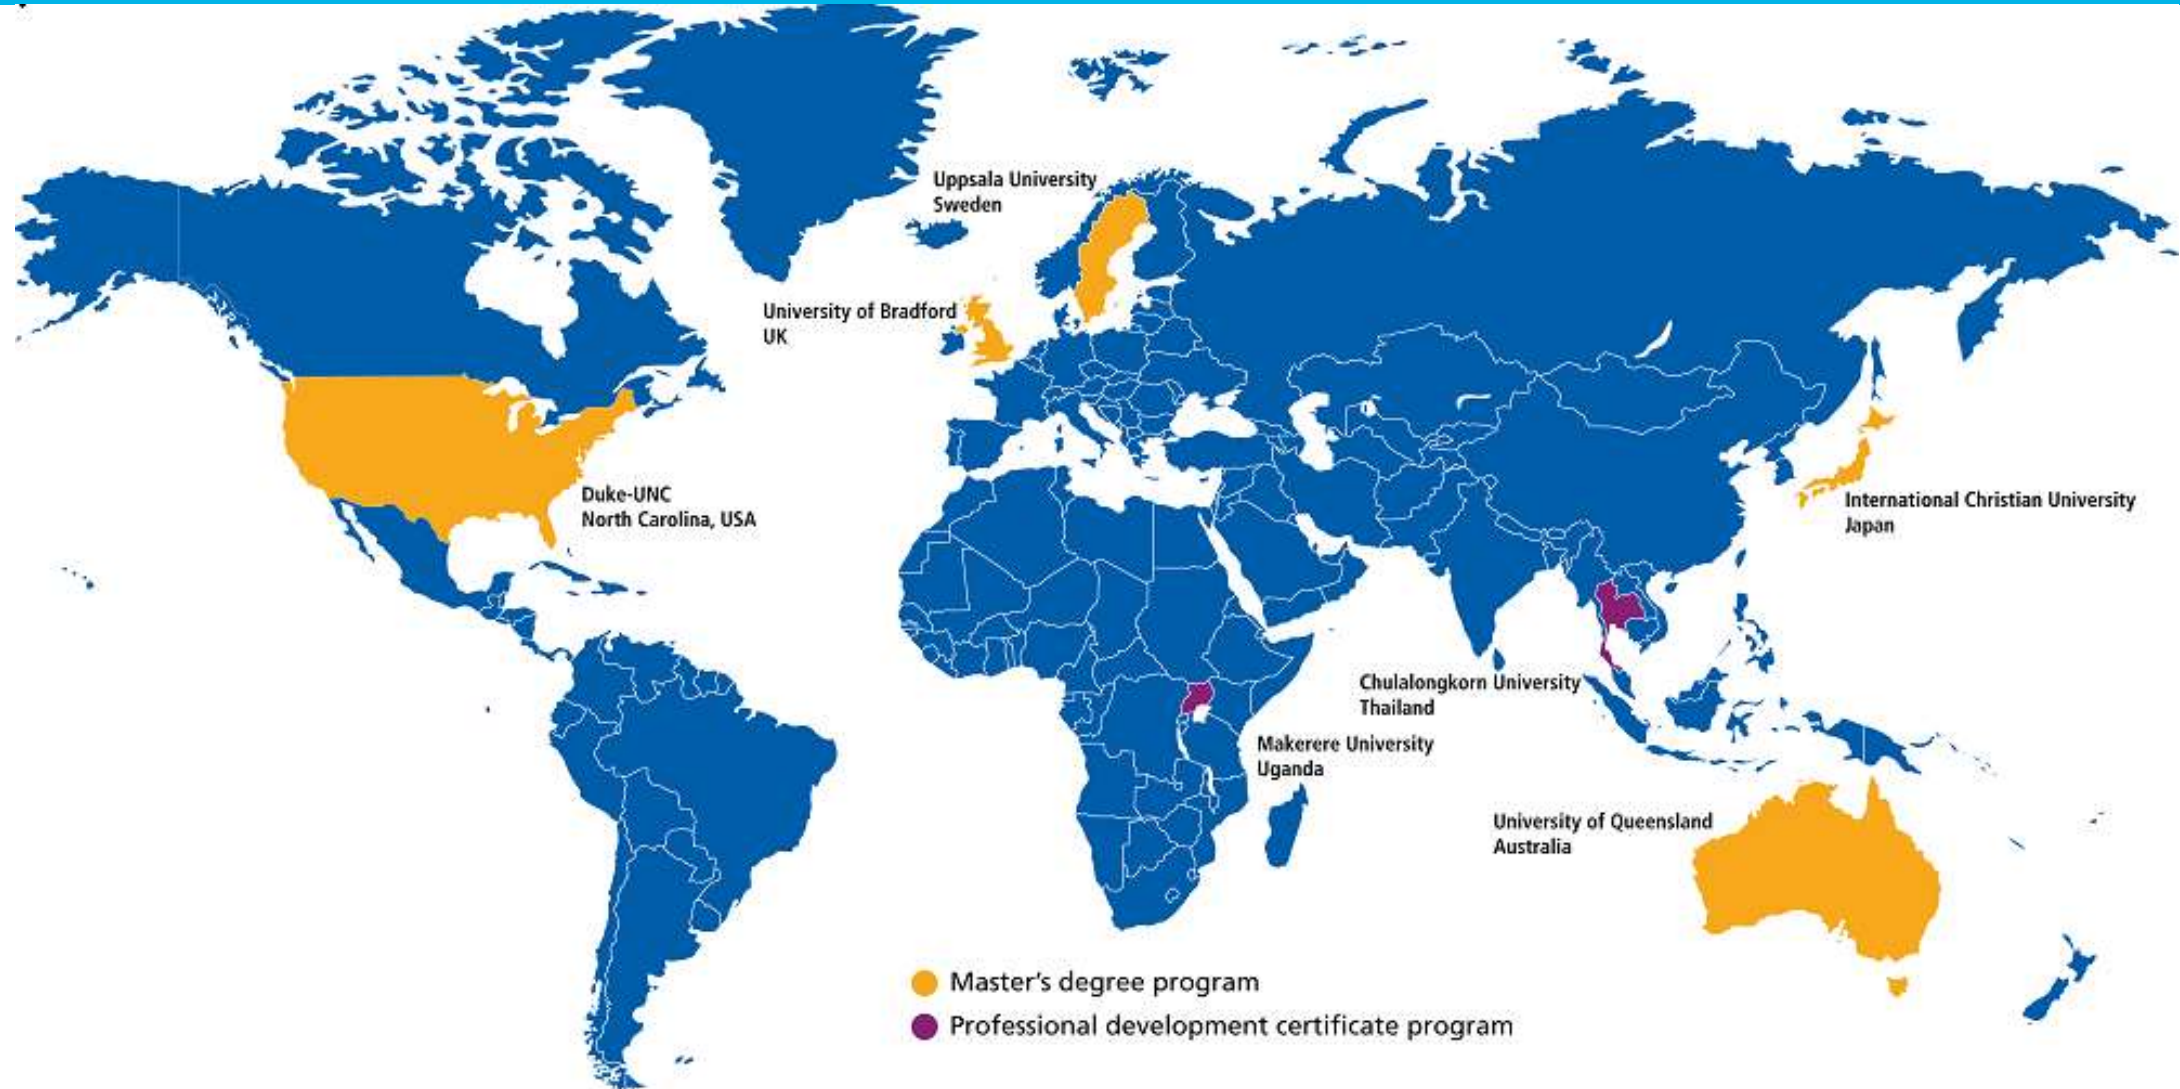 Uppsala University
Sweden
University of Bradford
UK
Duke-UNC
North Carolina, USA
International Christian University
Japan
Chulalongkorn University
Thailand
Makerere University
Uganda
University of Queensland
Australia
Master's degree program
Professional development certificate program